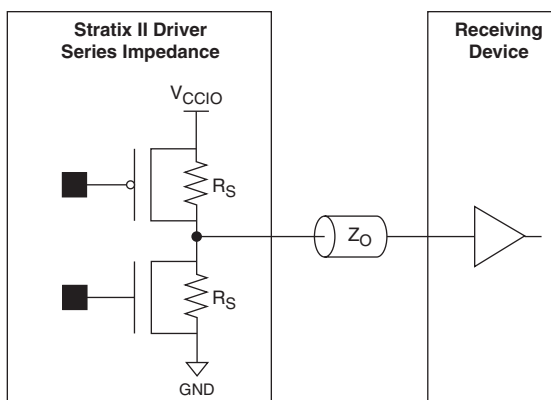 Stratix II Driver
Series Impedance
Receiving
Device
VCCIO
RS
ZO
RS
GND